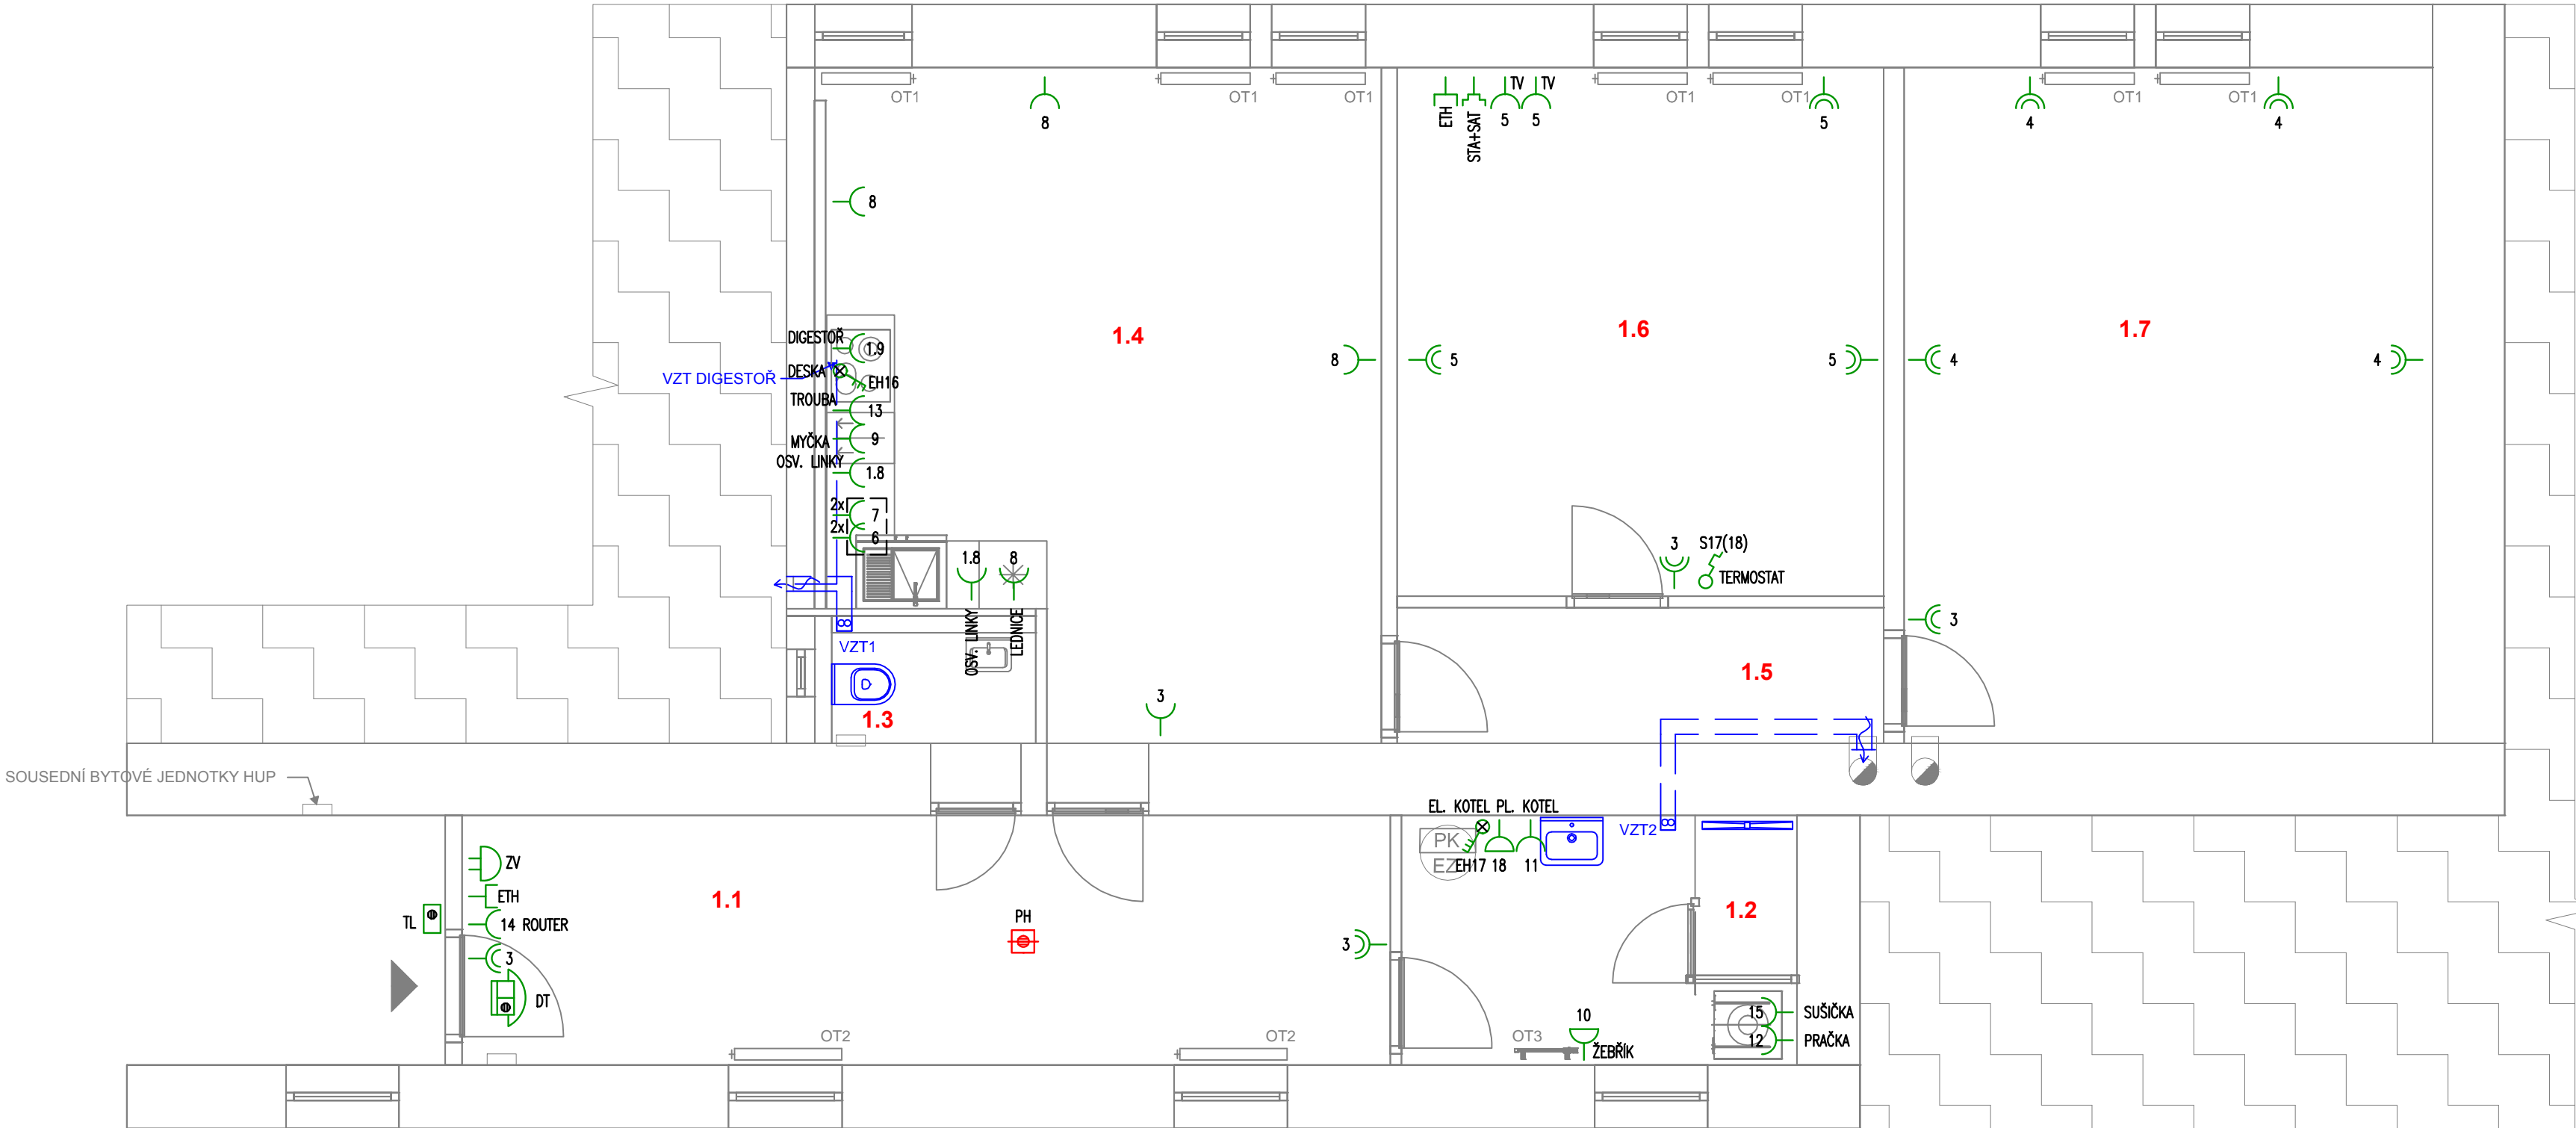 OT1
OT1
OT1
OT1
OT1
OT1
OT1
8
ETH
STA+SAT
TV
5
TV
5
5
4
4
8
1.4
1.6
1.7
DIGESTOŘ
1.9
VZT DIGESTOŘ
DESKA
EH16
TROUBA
13
MYČKA
9
OSV. LINKY
1.8
2x
7
2x
6
8
5
5
4
4
1.8
8
OSV. LINKY
LEDNICE
3
S17(18)
TERMOSTAT
3
VZT1
1.3
1.5
3
SOUSEDNÍ BYTOVÉ JEDNOTKY HUP
EL. KOTEL
PL. KOTEL
PK
EZ
EH17
18
11
VZT2
ZV
ETH
14 ROUTER
TL
3
DT
1.1
PH
3
1.2
OT2
OT2
OT3
10
ŽEBŘÍK
15
SUŠIČKA
12
PRAČKA